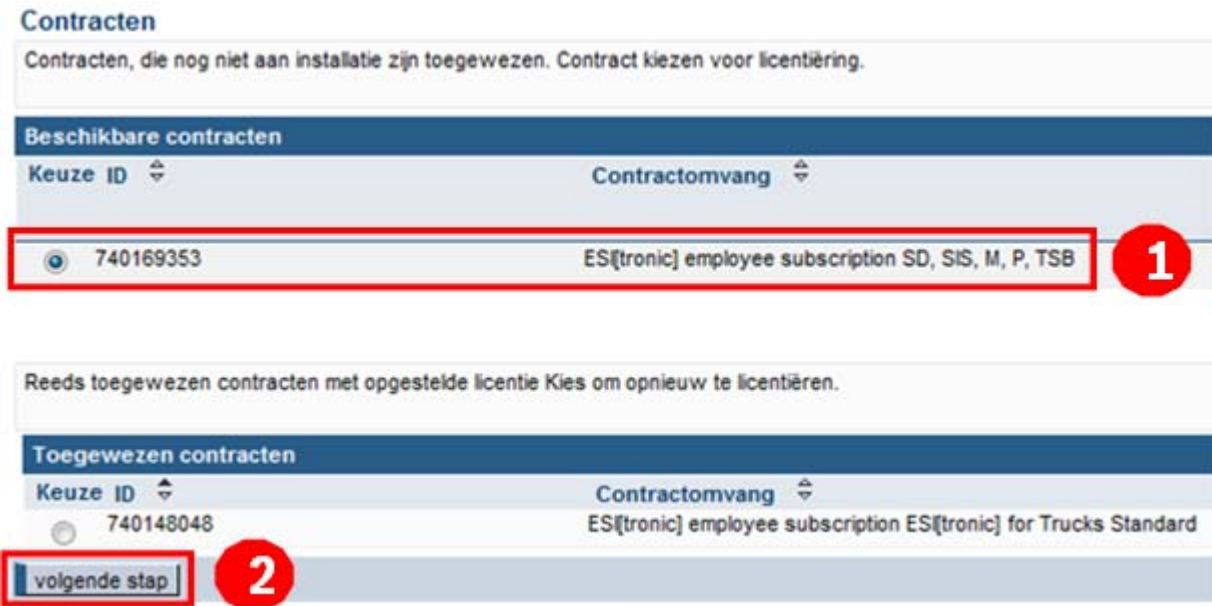 Contracten
Contracten, die nog niet aan installatie zijn toegewezen. Contract kiezen voor licentiëring.
Beschikbare contracten
Keuze ID Contractomvang
740169353 ESI[tronic] employee subscription SD, SIS, M, P, TSB
1
Reeds toegewezen contracten met opgestelde licentie Kies om opnieuw te licentiëren.
Toegewezen contracten
Keuze ID Contractomvang
740148048 ESI[tronic] employee subscription ESI[tronic] for Trucks Standard
volgende stap
2